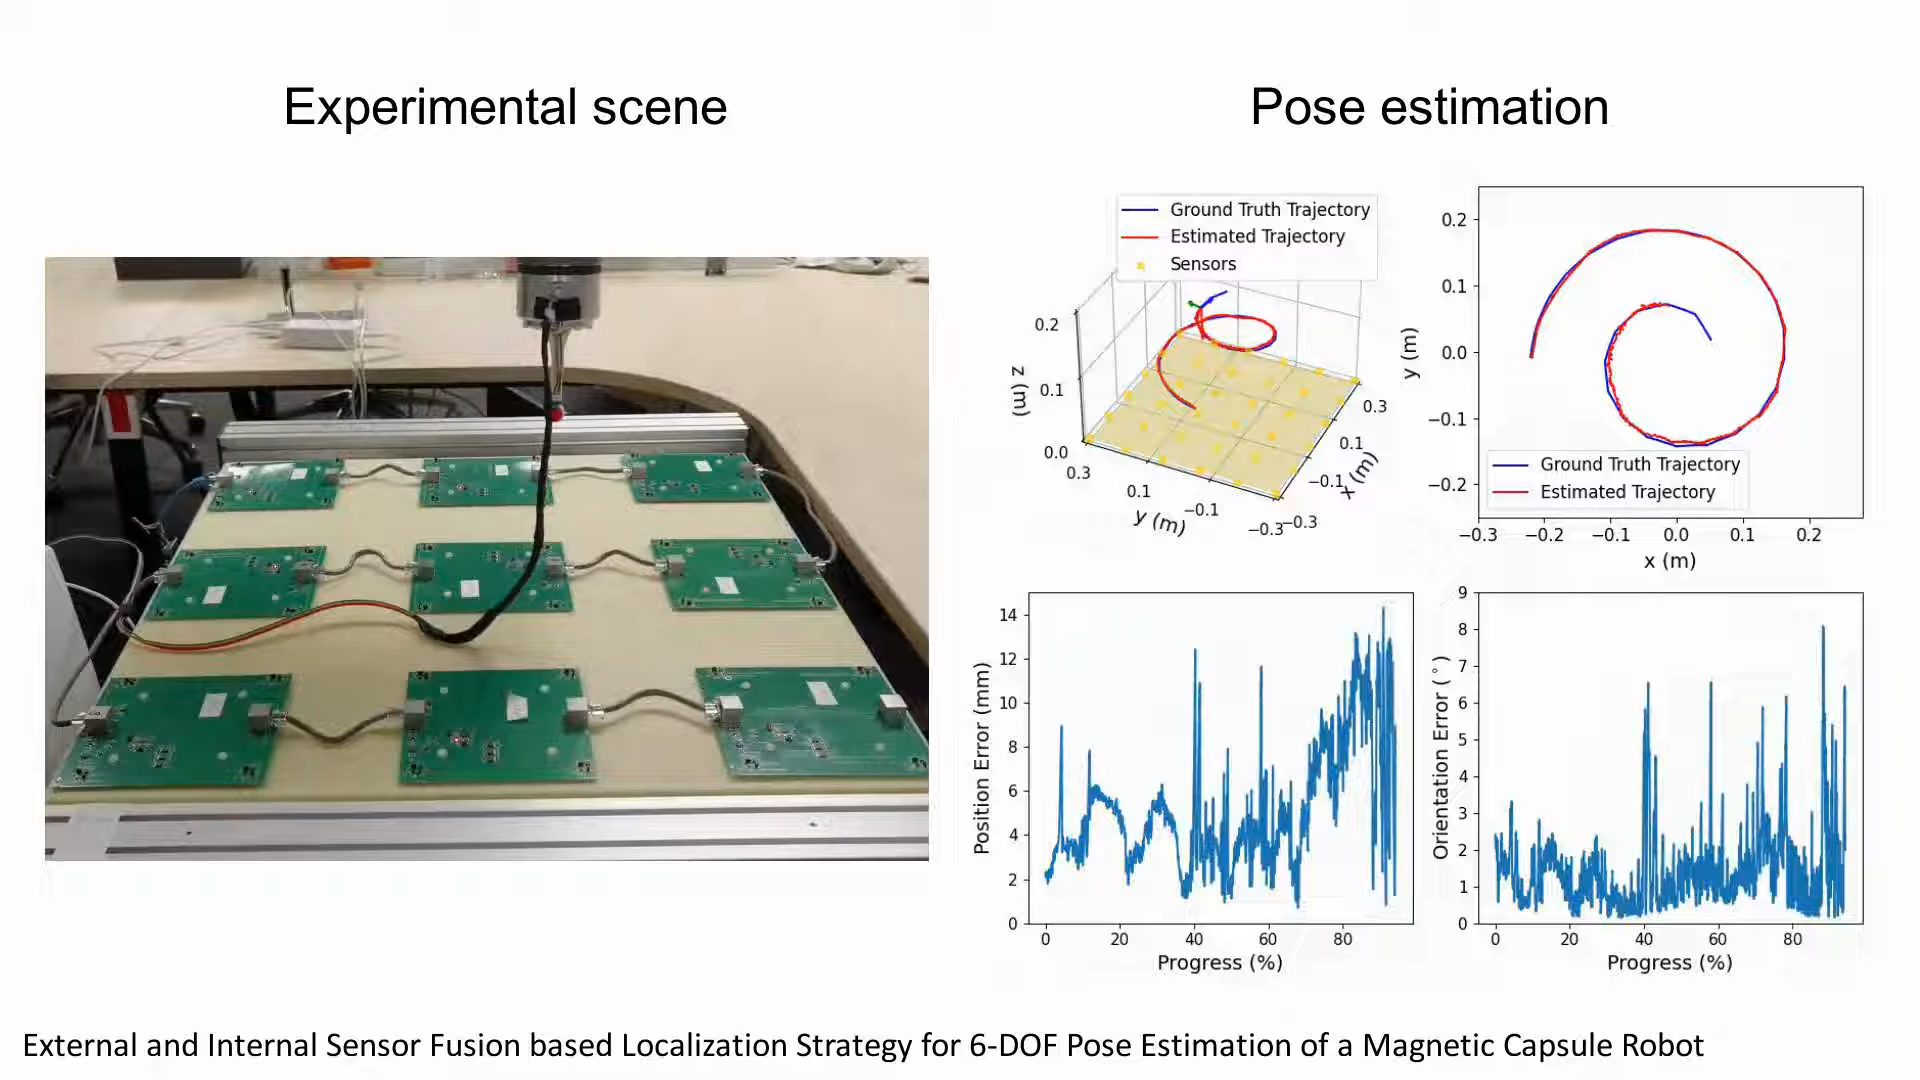 Experimental scene
Pose estimation
Ground Truth Trajectory
Estimated Trajectory
Sensors
0.2
0.1
0.0
z (m)
0.3
0.1
−0.1
−0.3
y (m)
−0.3
−0.1
0.1
0.3
x (m)
0.2
0.1
0.0
−0.1
−0.2
y (m)
Ground Truth Trajectory
Estimated Trajectory
−0.3 −0.2 −0.1 0.0 0.1 0.2
x (m)
14
12
10
8
6
4
2
0
Position Error (mm)
0 20 40 60 80
Progress (%)
9
8
7
6
5
4
3
2
1
0
Orientation Error (°)
0 20 40 60 80
Progress (%)
External and Internal Sensor Fusion based Localization Strategy for 6-DOF Pose Estimation of a Magnetic Capsule Robot